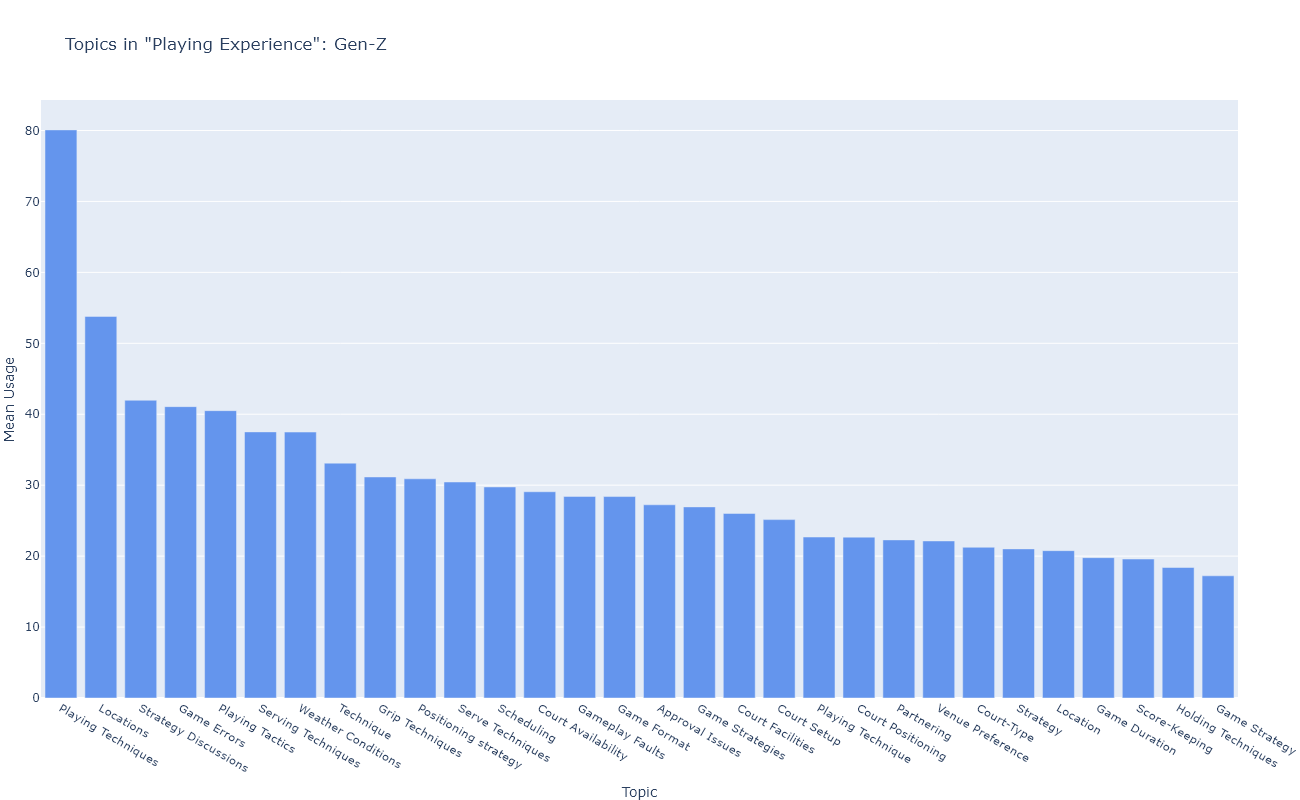 Topics in "Playing Experience": Gen-Z
Mean Usage
80
70
60
50
40
30
20
10
0
Playing Techniques
Locations
Strategy Discussions
Game Errors
Playing Tactics
Serving Techniques
Weather Conditions
Technique
Grip Techniques
Positioning strategy
Serve Techniques
Scheduling
Court Availability
Gameplay Faults
Game Format
Approval Issues
Game Strategies
Court Facilities
Court Setup
Playing Technique
Court Positioning
Partnering
Venue Preference
Court-Type
Strategy
Location
Game Duration
Score-Keeping
Holding Techniques
Game Strategy
Topic